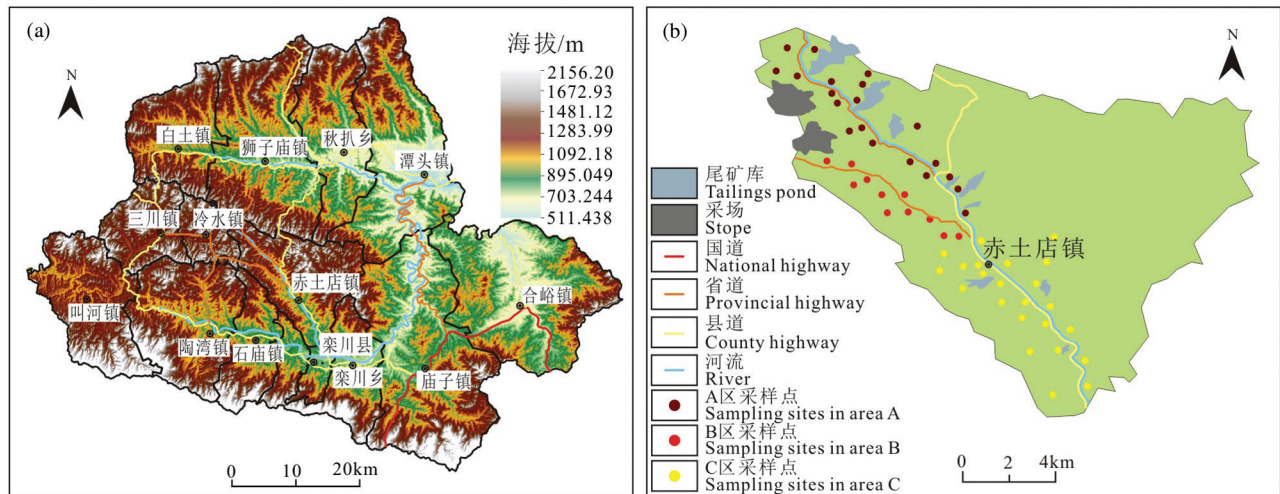 (a)
N
海拔/m
2156.20
1672.93
1481.12
1283.99
1092.18
895.049
703.244
511.438
白土镇
狮子庙镇
秋扒乡
潭头镇
三川镇
冷水镇
赤土店镇
合峪镇
叫河镇
陶湾镇
石庙镇
栾川县
栾川乡
庙子镇
0 10 20km
(b)
N
尾矿库
Tailings pond
采场
Stope
国道
National highway
省道
Provincial highway
县道
County highway
河流
River
A区采样点
Sampling sites in area A
B区采样点
Sampling sites in area B
C区采样点
Sampling sites in area C
赤土店镇
0 2 4km